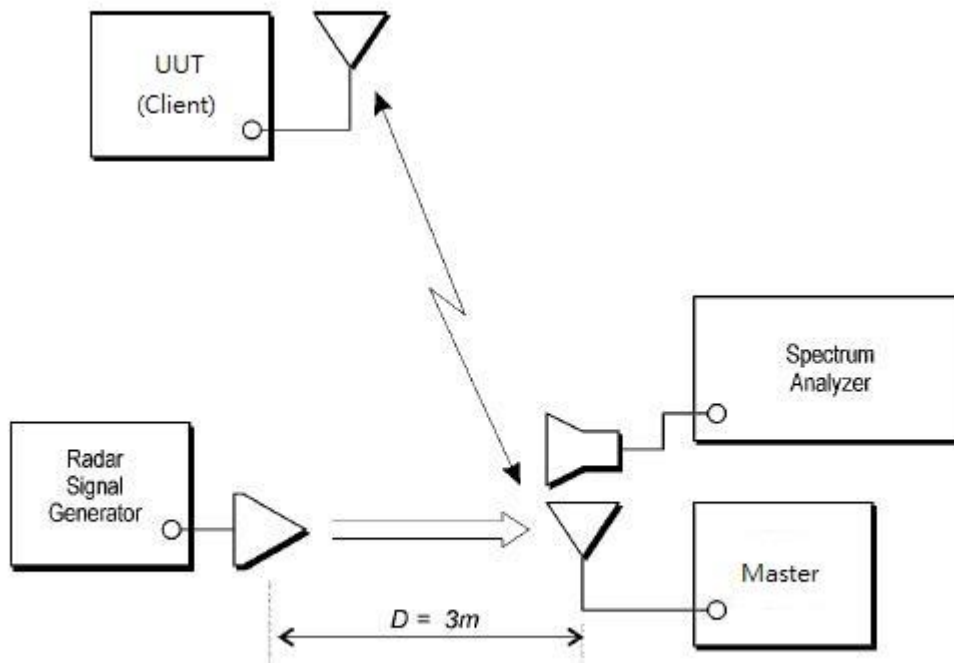 UUT
(Client)
Spectrum
Analyzer
Radar
Signal
Generator
Master
D = 3m